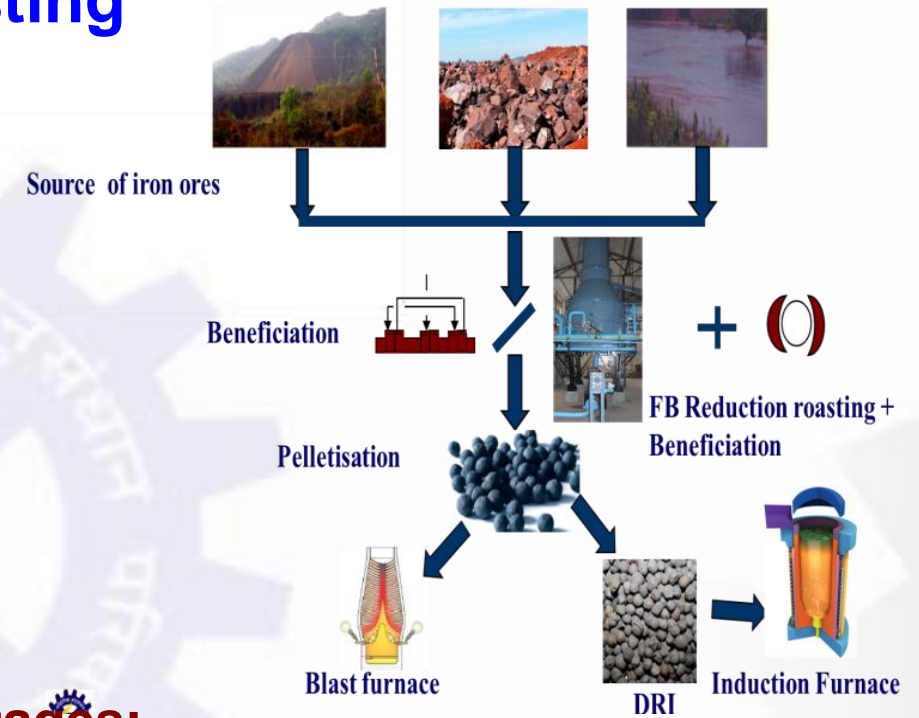 Source of iron ores
Beneficiation
+
FB Reduction roasting +
Beneficiation
Pelletisation
Blast furnace
DRI
Induction Furnace